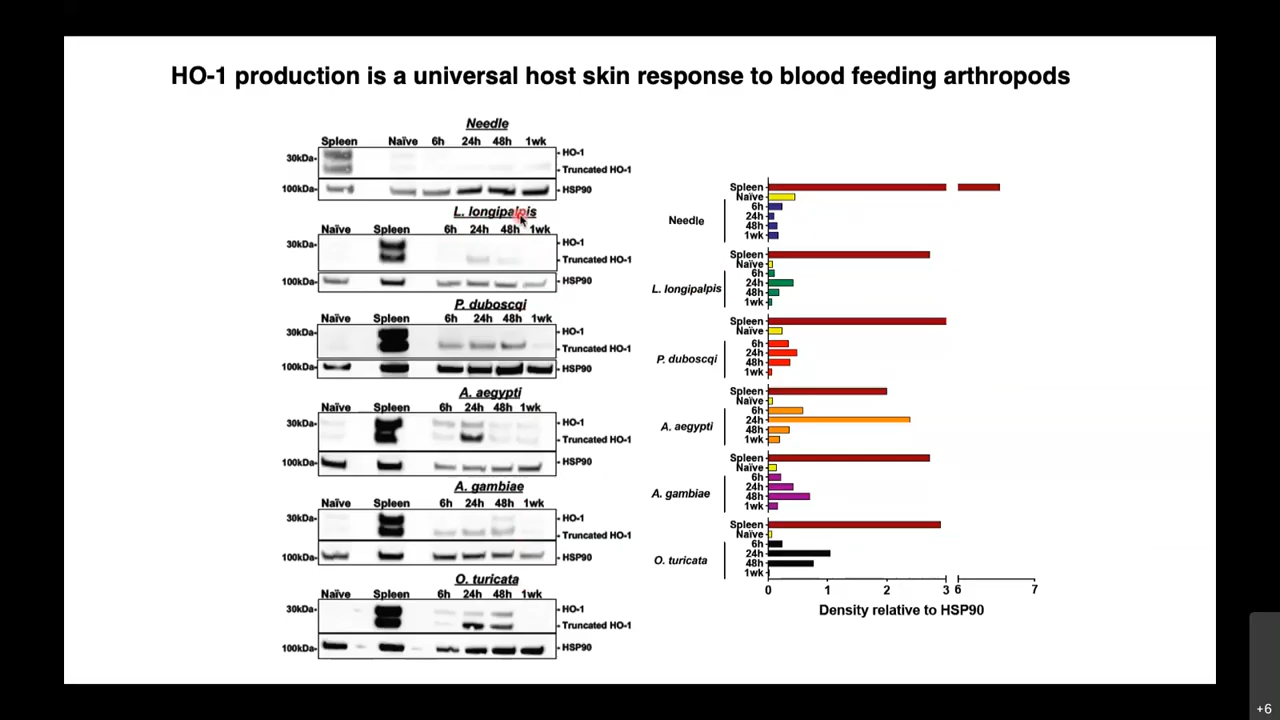 HO-1 production is a universal host skin response to blood feeding arthropods
Needle
Spleen Naïve 6h 24h 48h 1wk
30kDa- - HO-1
- Truncated HO-1
100kDa- - HSP90
L. longipalpis
Naïve Spleen 6h 24h 48h 1wk
30kDa- - HO-1
- Truncated HO-1
100kDa- - HSP90
P. duboscqi
Naïve Spleen 6h 24h 48h 1wk
30kDa- - HO-1
- Truncated HO-1
100kDa- - HSP90
A. aegypti
Naïve Spleen 6h 24h 48h 1wk
30kDa- - HO-1
- Truncated HO-1
100kDa- - HSP90
A. gambiae
Naïve Spleen 6h 24h 48h 1wk
30kDa- - HO-1
- Truncated HO-1
100kDa- - HSP90
O. turicata
Naïve Spleen 6h 24h 48h 1wk
30kDa- - HO-1
- Truncated HO-1
100kDa- - HSP90
Spleen
Naïve
6h
Needle
24h
48h
1wk
Spleen
Naïve
6h
24h
L. longipalpis
48h
1wk
Spleen
Naïve
6h
24h
P. duboscqi
48h
1wk
Spleen
Naïve
6h
24h
A. aegypti
48h
1wk
Spleen
Naïve
6h
24h
A. gambiae
48h
1wk
Spleen
Naïve
6h
24h
O. turicata
48h
1wk
0 1 2 3 6 7
Density relative to HSP90
+6